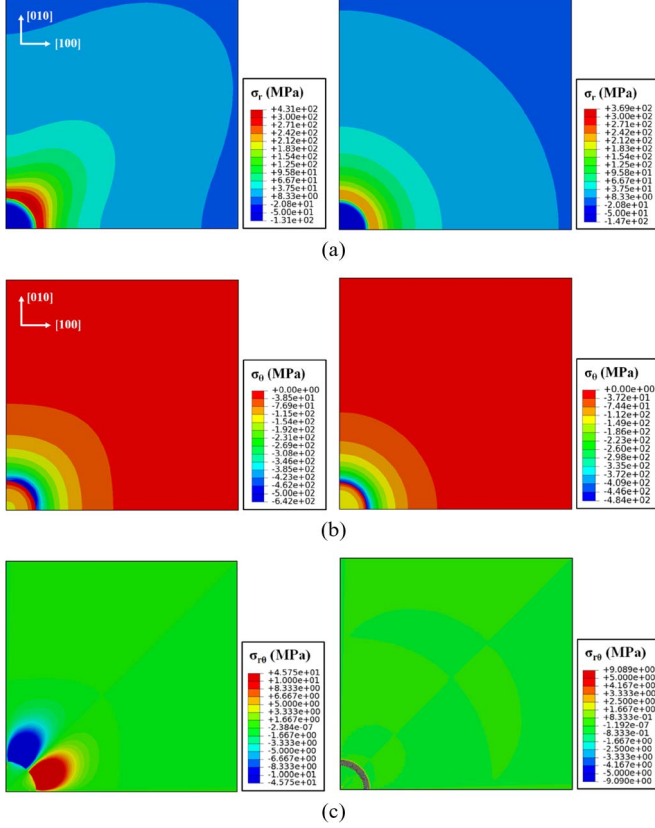 [010]
[100]
σr (MPa)
+4.31e+02
+3.00e+02
+2.71e+02
+2.42e+02
+2.12e+02
+1.83e+02
+1.54e+02
+1.25e+02
+9.58e+01
+6.67e+01
+3.75e+01
+8.33e+00
-2.08e+01
-5.00e+01
-1.31e+02
σr (MPa)
+3.69e+02
+3.00e+02
+2.71e+02
+2.42e+02
+2.12e+02
+1.83e+02
+1.54e+02
+1.25e+02
+9.58e+01
+6.67e+01
+3.75e+01
+8.33e+00
-2.08e+01
-5.00e+01
-1.47e+02
(a)
[010]
[100]
σθ (MPa)
+0.00e+00
-3.85e+01
-7.69e+01
-1.15e+02
-1.54e+02
-1.92e+02
-2.31e+02
-2.69e+02
-3.08e+02
-3.46e+02
-3.85e+02
-4.23e+02
-4.62e+02
-5.00e+02
-6.42e+02
σθ (MPa)
+0.00e+00
-3.72e+01
-7.44e+01
-1.12e+02
-1.49e+02
-1.86e+02
-2.23e+02
-2.60e+02
-2.98e+02
-3.35e+02
-3.72e+02
-4.09e+02
-4.46e+02
-4.84e+02
(b)
σrθ (MPa)
+4.575e+01
+1.000e+01
+8.333e+00
+6.667e+00
+5.000e+00
+3.333e+00
+1.667e+00
-2.384e-07
-1.667e+00
-3.333e+00
-5.000e+00
-6.667e+00
-8.333e+00
-1.000e+01
-4.575e+01
σrθ (MPa)
+9.089e+00
+5.000e+00
+4.167e+00
+3.333e+00
+2.500e+00
+1.667e+00
+8.333e-01
-1.192e-07
-8.333e-01
-1.667e+00
-2.500e+00
-3.333e+00
-4.167e+00
-5.000e+00
-9.090e+00
(c)